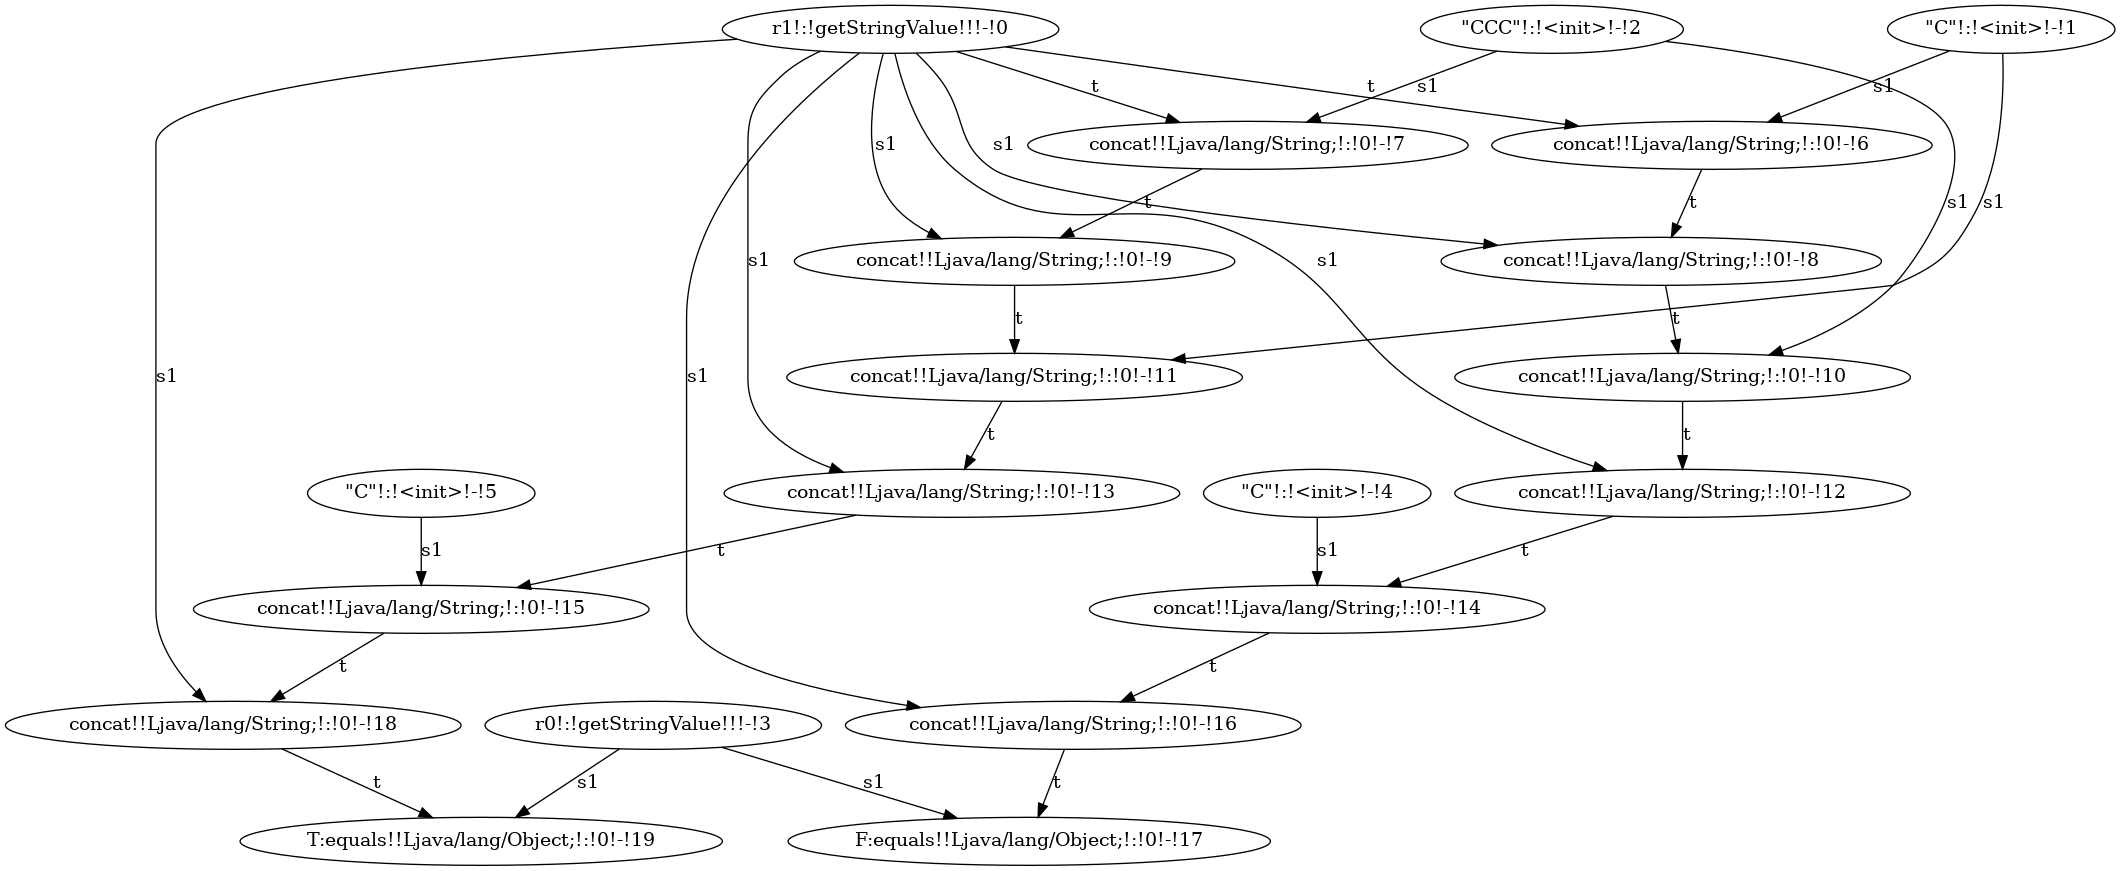 r1!:!getStringValue!!!-!0
"CCC"!:!<init>!-!2
"C"!:!<init>!-!1
t
s1
t
s1
concat!!Ljava/lang/String;!:!0!-!7
concat!!Ljava/lang/String;!:!0!-!6
s1
s1
t
t
s1
s1
concat!!Ljava/lang/String;!:!0!-!9
concat!!Ljava/lang/String;!:!0!-!8
s1
s1
t
t
concat!!Ljava/lang/String;!:!0!-!11
concat!!Ljava/lang/String;!:!0!-!10
s1
s1
t
t
"C"!:!<init>!-!5
concat!!Ljava/lang/String;!:!0!-!13
"C"!:!<init>!-!4
concat!!Ljava/lang/String;!:!0!-!12
s1
t
s1
t
concat!!Ljava/lang/String;!:!0!-!15
concat!!Ljava/lang/String;!:!0!-!14
t
t
concat!!Ljava/lang/String;!:!0!-!18
r0!:!getStringValue!!!-!3
concat!!Ljava/lang/String;!:!0!-!16
t
s1
s1
t
T:equals!!Ljava/lang/Object;!:!0!-!19
F:equals!!Ljava/lang/Object;!:!0!-!17